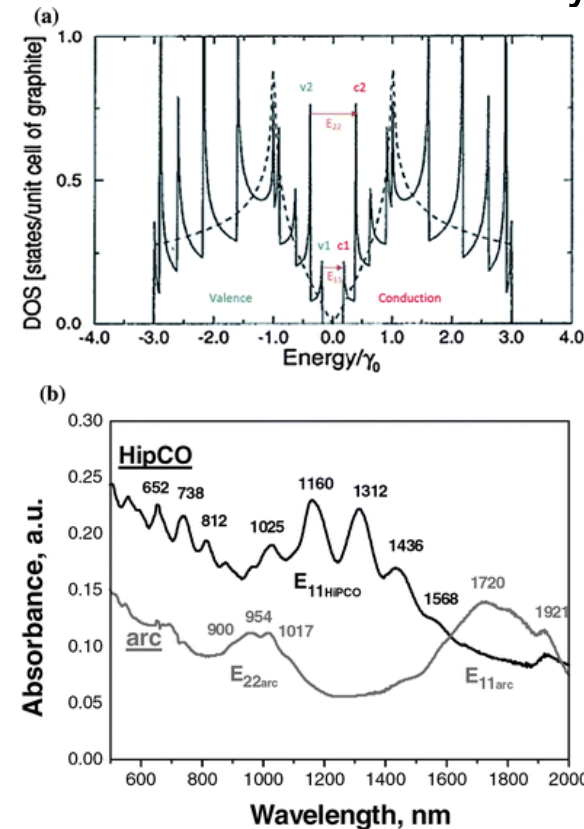 (a)
1.0
v2
c2
E22
DOS [states/unit cell of graphite]
0.5
v1
c1
E11
Valence
Conduction
0.0
-4.0 -3.0 -2.0 -1.0 0.0 1.0 2.0 3.0 4.0
Energy/γ0
(b)
0.30
HipCO
0.25
652
738
812
1025
1160
1312
1436
1568
1720
1921
0.20
E11HiPCO
0.15
arc
900
954
1017
0.10
E22arc
E11arc
0.05
0.00
Absorbance, a.u.
600 800 1000 1200 1400 1600 1800 2000
Wavelength, nm